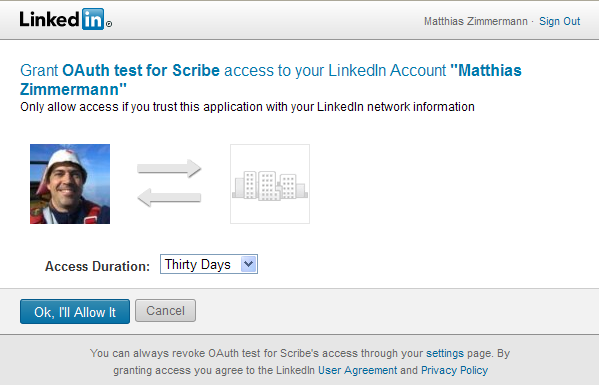 Linked in ®
Matthias Zimmermann · Sign Out
Grant OAuth test for Scribe access to your LinkedIn Account "Matthias
Zimmermann"
Only allow access if you trust this application with your LinkedIn network information
Access Duration: Thirty Days
Ok, I'll Allow It Cancel
You can always revoke OAuth test for Scribe's access through your settings page. By
granting access you agree to the LinkedIn User Agreement and Privacy Policy